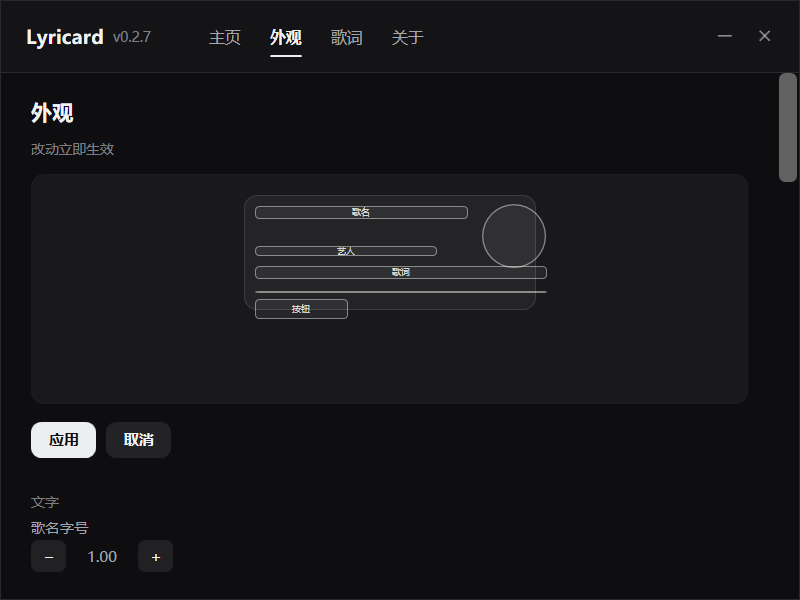 Lyricard v0.2.7 主页 外观 歌词 关于
外观
改动立即生效
歌名
艺人
歌词
按钮
应用 取消
文字
歌名字号
− 1.00 +